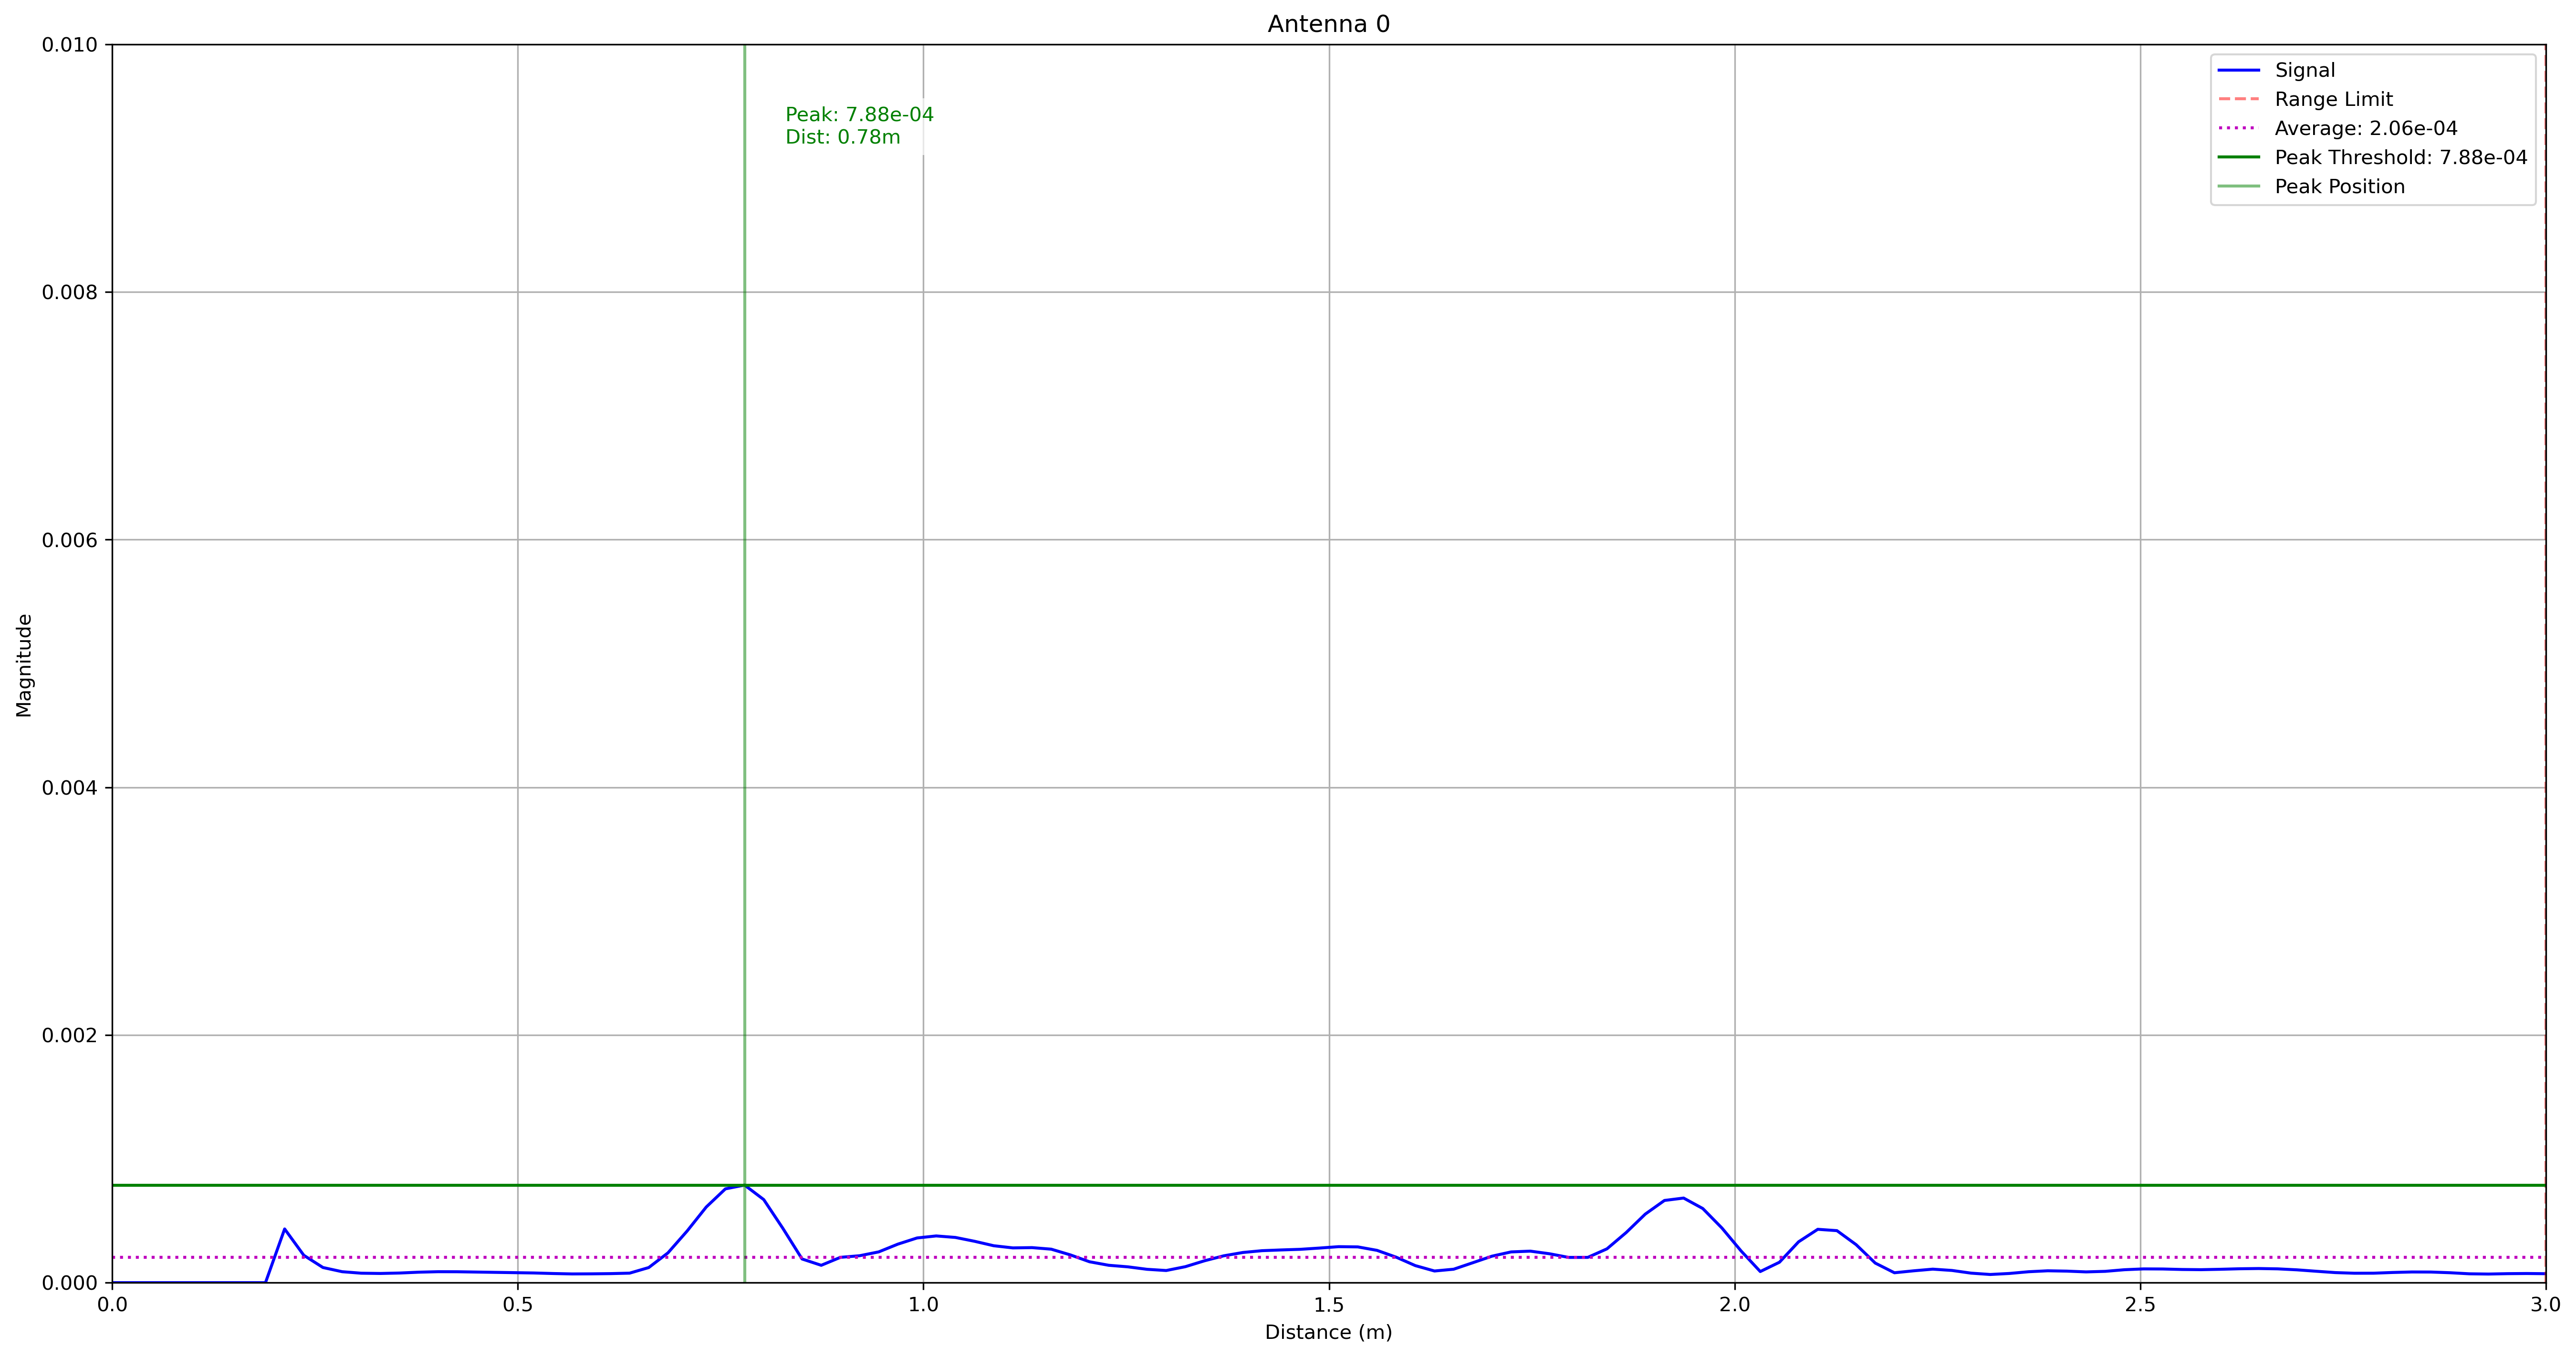 Antenna 0
0.010
0.008
0.006
0.004
0.002
0.000
Magnitude
Peak: 7.88e-04
Dist: 0.78m
Signal
Range Limit
Average: 2.06e-04
Peak Threshold: 7.88e-04
Peak Position
0.0
0.5
1.0
1.5
2.0
2.5
3.0
Distance (m)